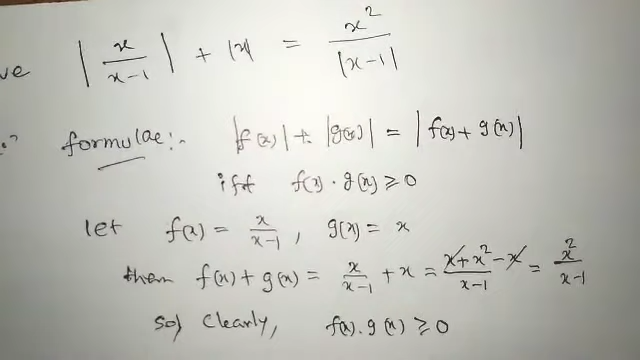 ve |x/(x-1)| + |x| = x²/|x-1|
formulae:- |f(x)| + |g(x)| = |f(x) + g(x)|
iff f(x) · g(x) ≥ 0
let f(x) = x/(x-1), g(x) = x
then f(x) + g(x) = x/(x-1) + x = (x + x² - x)/(x-1) = x²/(x-1)
so, clearly, f(x) · g(x) ≥ 0